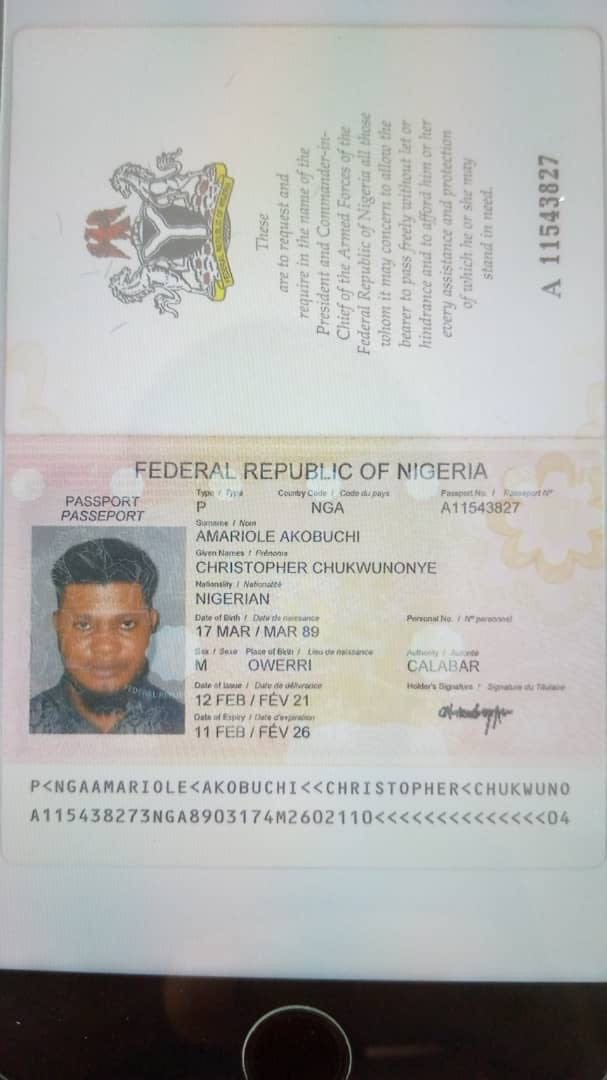 These
are to request and
require in the name of the
President and Commander-in-
Chief of the Armed Forces of the
Federal Republic of Nigeria all those
whom it may concern to allow the
bearer to pass freely without let or
hindrance and to afford him or her
every assistance and protection
of which he or she may
stand in need.
A 11543827
FEDERAL REPUBLIC OF NIGERIA
PASSPORT
PASSEPORT
Type / Type Country Code / Code du pays Passport No. / Passeport N°
P NGA A11543827
Surname / Nom
AMARIOLE AKOBUCHI
Given Names / Prénoms
CHRISTOPHER CHUKWUNONYE
Nationality / Nationalité
NIGERIAN
Date of Birth / Date de naissance Personal No. / N° personnel
17 MAR / MAR 89
Sex / Sexe Place of Birth / Lieu de naissance Authority / Autorité
M OWERRI CALABAR
Date of Issue / Date de délivrance Holder's Signature / Signature du Titulaire
12 FEB / FÉV 21
Date of Expiry / Date d'expiration
11 FEB / FÉV 26
P<NGAAMARIOLE<AKOBUCHI<<CHRISTOPHER<CHUKWUNO
A115438273NGA8903174M2602110<<<<<<<<<<<<<<04